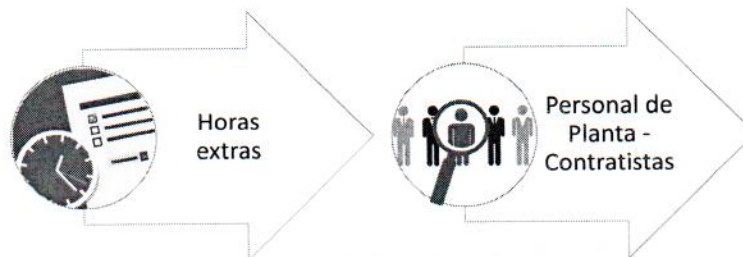 Horas
extras
Personal de
Planta -
Contratistas